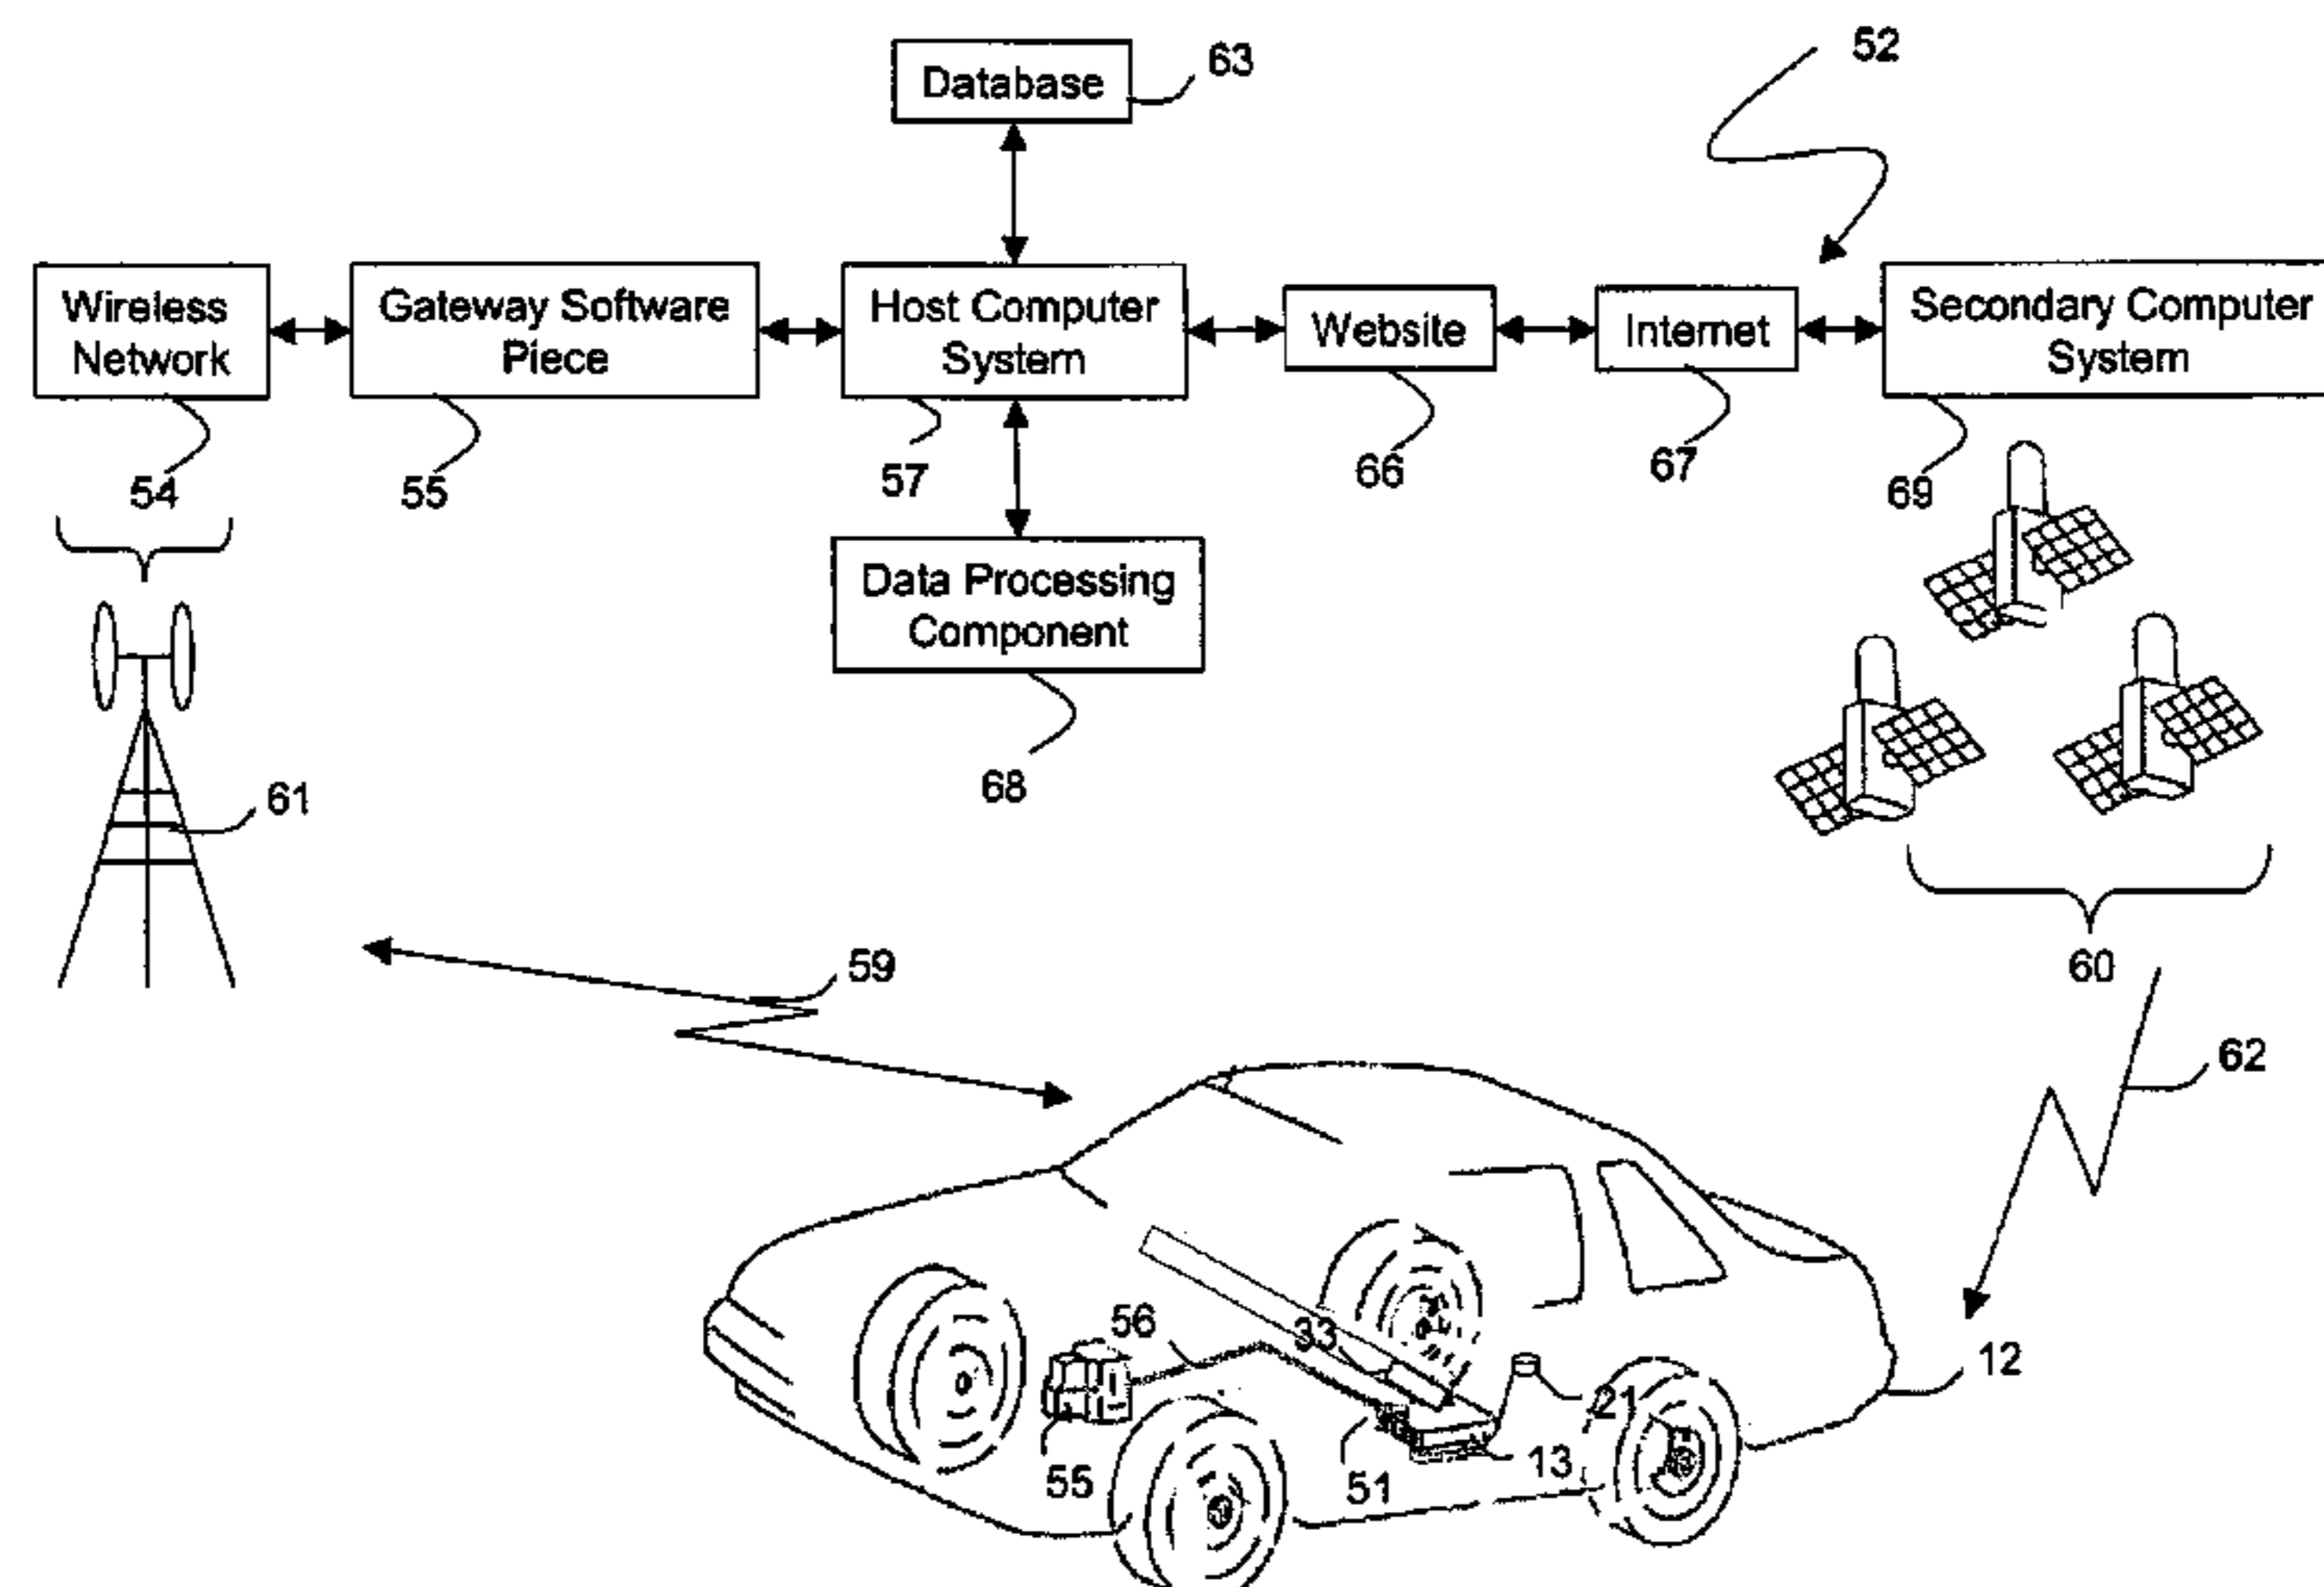 Database
63
52
Wireless
Network
Gateway Software
Piece
Host Computer
System
Website
Internet
Secondary Computer
System
54
55
57
66
67
69
Data Processing
Component
68
61
60
59
62
56
33
12
21
55
51
13